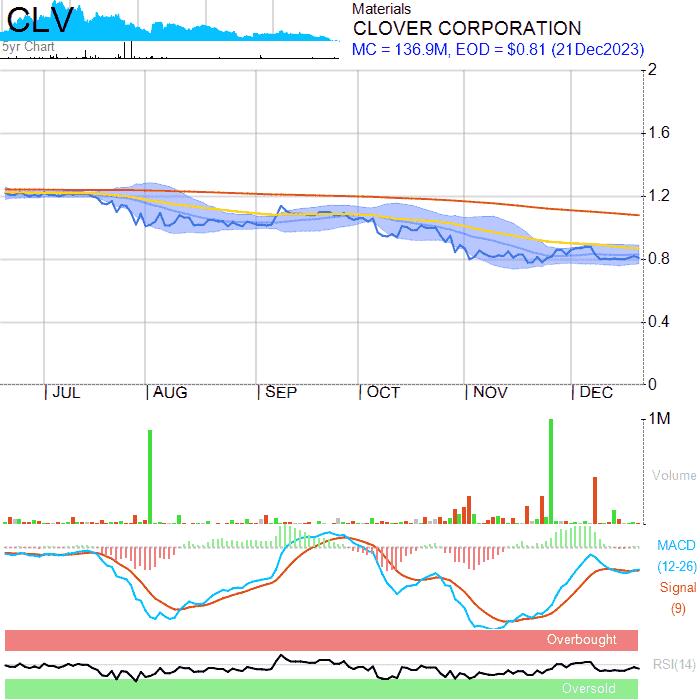 CLV
5yr Chart
Materials
CLOVER CORPORATION
MC = 136.9M, EOD = $0.81 (21Dec2023)
2
1.6
1.2
0.8
0.4
0
JUL AUG SEP OCT NOV DEC
1M
Volume
MACD
(12-26)
Signal
(9)
Overbought
RSI(14)
Oversold